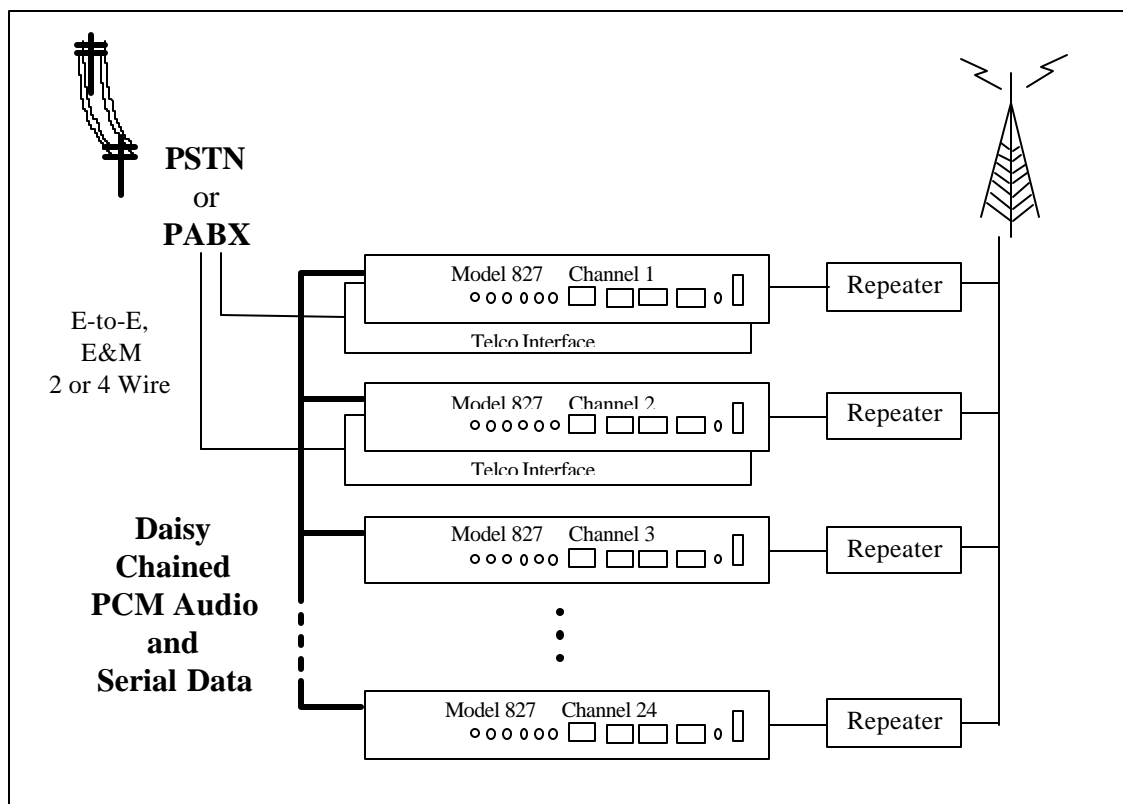 PSTN
or
PABX
E-to-E,
E&M
2 or 4 Wire
Model 827 Channel 1
Telco Interface
Repeater
Model 827 Channel 2
Telco Interface
Repeater
Daisy
Chained
PCM Audio
and
Serial Data
Model 827 Channel 3
Repeater
Model 827 Channel 24
Repeater